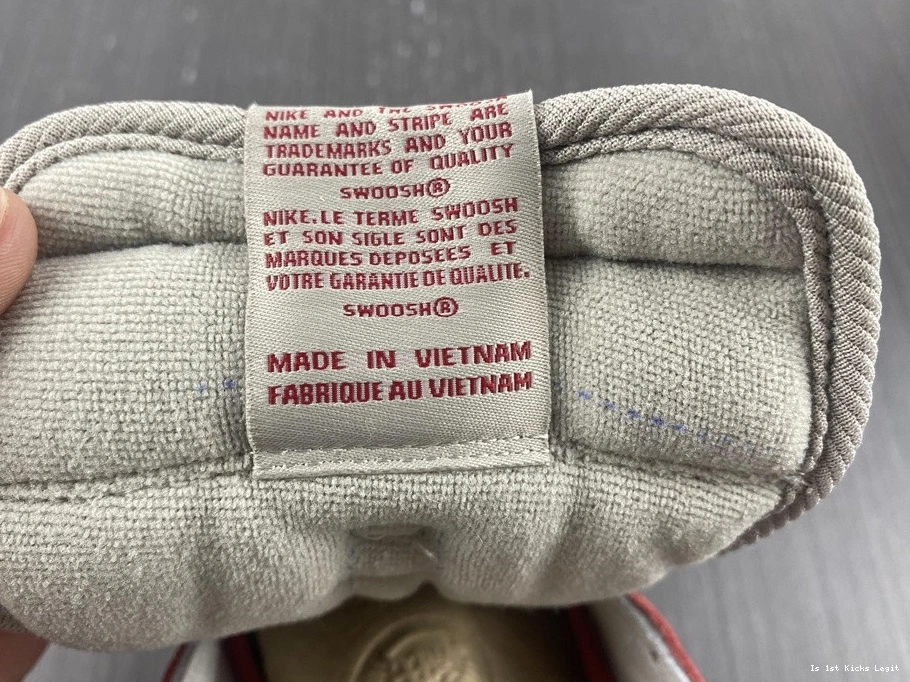 NIKE AND THE SWOOSH
NAME AND STRIPE ARE
TRADEMARKS AND YOUR
GUARANTEE OF QUALITY
SWOOSH®
NIKE.LE TERME SWOOSH
ET SON SIGLE SONT DES
MARQUES DEPOSEES ET
VOTRE GARANTIE DE QUALITE.
SWOOSH®
MADE IN VIETNAM
FABRIQUE AU VIETNAM
Is 1st Kicks Legit